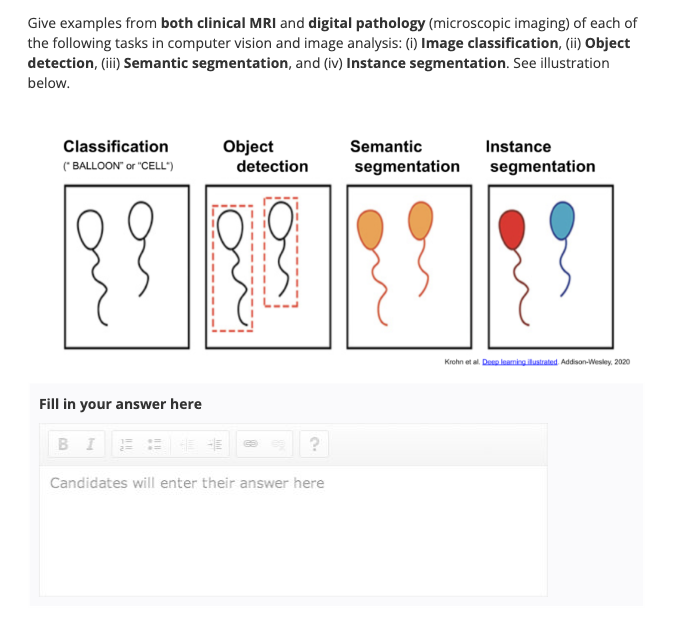 Give examples from both clinical MRI and digital pathology (microscopic imaging) of each of
the following tasks in computer vision and image analysis: (i) Image classification, (ii) Object
detection, (iii) Semantic segmentation, and (iv) Instance segmentation. See illustration
below.
Classification
(" BALLOON" or "CELL")
Object
detection
Semantic
segmentation
Instance
segmentation
Krohn et al. Deep learning illustrated. Addison-Wesley, 2020
Fill in your answer here
B I ?
Candidates will enter their answer here